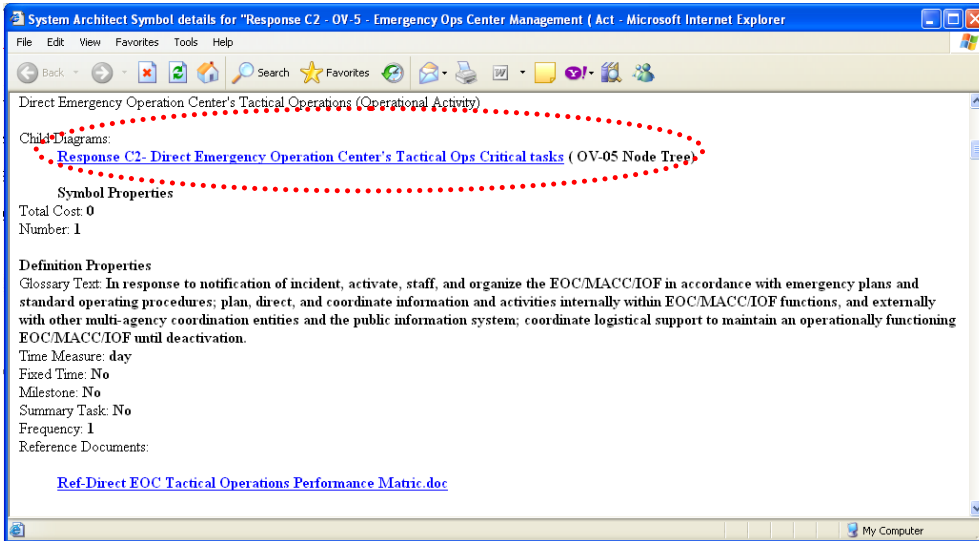 System Architect Symbol details for "Response C2 - OV-5 - Emergency Ops Center Management ( Act - Microsoft Internet Explorer
File Edit View Favorites Tools Help
Back Search Favorites
Direct Emergency Operation Center's Tactical Operations (Operational Activity)
Child Diagrams:
Response C2- Direct Emergency Operation Center's Tactical Ops Critical tasks ( OV-05 Node Tree)
Symbol Properties
Total Cost: 0
Number: 1
Definition Properties
Glossary Text: In response to notification of incident, activate, staff, and organize the EOC/MACC/IOF in accordance with emergency plans and
standard operating procedures; plan, direct, and coordinate information and activities internally within EOC/MACC/IOF functions, and externally
with other multi-agency coordination entities and the public information system; coordinate logistical support to maintain an operationally functioning
EOC/MACC/IOF until deactivation.
Time Measure: day
Fixed Time: No
Milestone: No
Summary Task: No
Frequency: 1
Reference Documents:
Ref-Direct EOC Tactical Operations Performance Matric.doc
My Computer